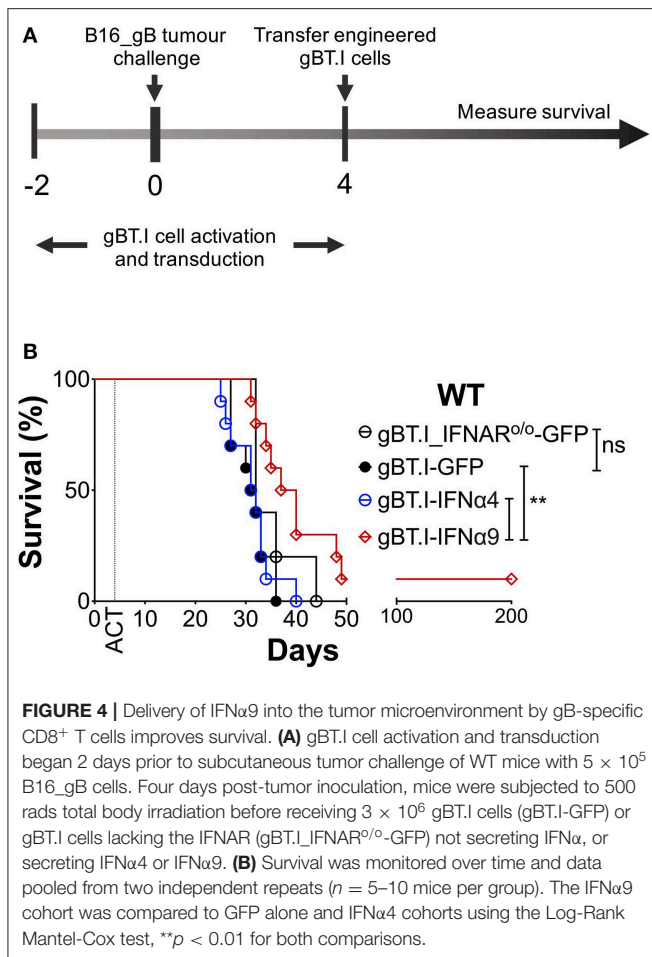 A
B16_gB tumour
challenge
Transfer engineered
gBT.I cells
Measure survival
-2
0
4
gBT.I cell activation
and transduction
B
Survival (%)
100
50
0
0
10
20
30
40
50
100
200
ACT
Days
WT
gBT.I_IFNARo/o-GFP
gBT.I-GFP
gBT.I-IFNα4
gBT.I-IFNα9
ns
**
FIGURE 4 | Delivery of IFNα9 into the tumor microenvironment by gB-specific
CD8+ T cells improves survival. (A) gBT.I cell activation and transduction
began 2 days prior to subcutaneous tumor challenge of WT mice with 5 × 10⁵
B16_gB cells. Four days post-tumor inoculation, mice were subjected to 500
rads total body irradiation before receiving 3 × 10⁶ gBT.I cells (gBT.I-GFP) or
gBT.I cells lacking the IFNAR (gBT.I_IFNARo/o-GFP) not secreting IFNα, or
secreting IFNα4 or IFNα9. (B) Survival was monitored over time and data
pooled from two independent repeats (n = 5–10 mice per group). The IFNα9
cohort was compared to GFP alone and IFNα4 cohorts using the Log-Rank
Mantel-Cox test, **p < 0.01 for both comparisons.